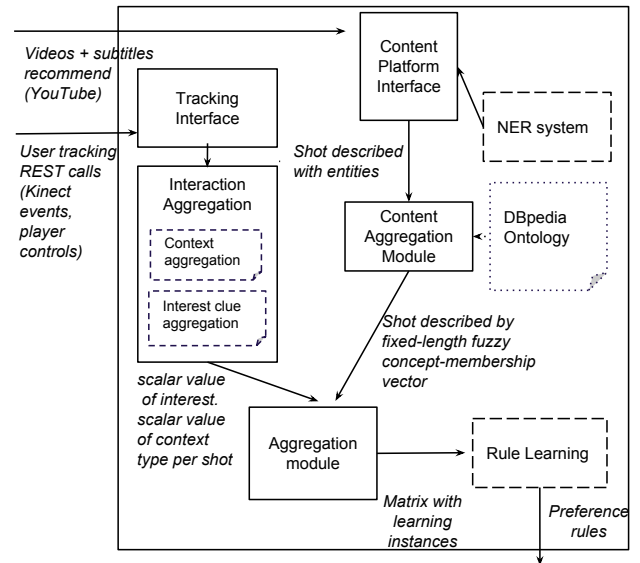 Videos + subtitles
recommend
(YouTube)
Content
Platform
Interface
Tracking
Interface
NER system
User tracking
REST calls
(Kinect
events,
player
controls)
Shot described
with entities
Interaction
Aggregation
Context
aggregation
Interest clue
aggregation
Content
Aggregation
Module
DBpedia
Ontology
Shot described by
fixed-length fuzzy
concept-membership
vector
scalar value
of interest.
scalar value
of context
type per shot
Aggregation
module
Rule Learning
Matrix with
learning
instances
Preference
rules